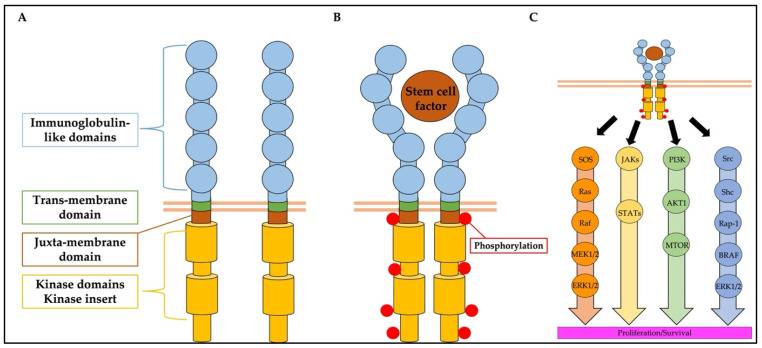 A
Immunoglobulin-
like domains
Trans-membrane
domain
Juxta-membrane
domain
Kinase domains
Kinase insert
B
Stem cell
factor
Phosphorylation
C
SOS
Ras
Raf
MEK1/2
ERK1/2
JAKs
STATs
PI3K
AKT1
MTOR
Src
Shc
Rap-1
BRAF
ERK1/2
Proliferation/Survival